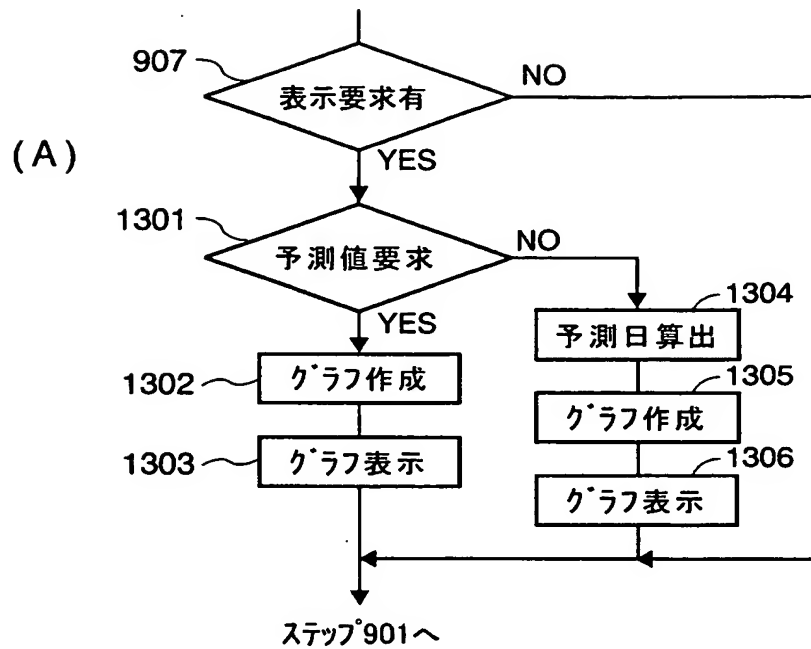 907
表示要求有
NO
(A)
YES
1301
予測値要求
NO
YES
1304
予測日算出
1302
グラフ作成
1305
グラフ作成
1303
グラフ表示
1306
グラフ表示
ステップ901へ